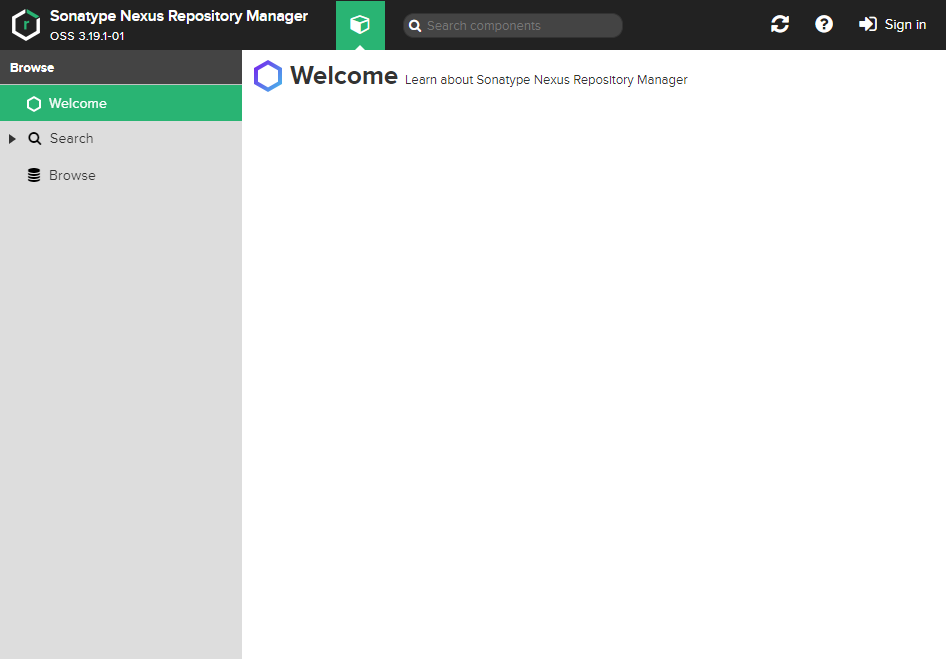 Sonatype Nexus Repository Manager
OSS 3.19.1-01
Search components
Sign in
Browse
Welcome
Search
Browse
Welcome Learn about Sonatype Nexus Repository Manager